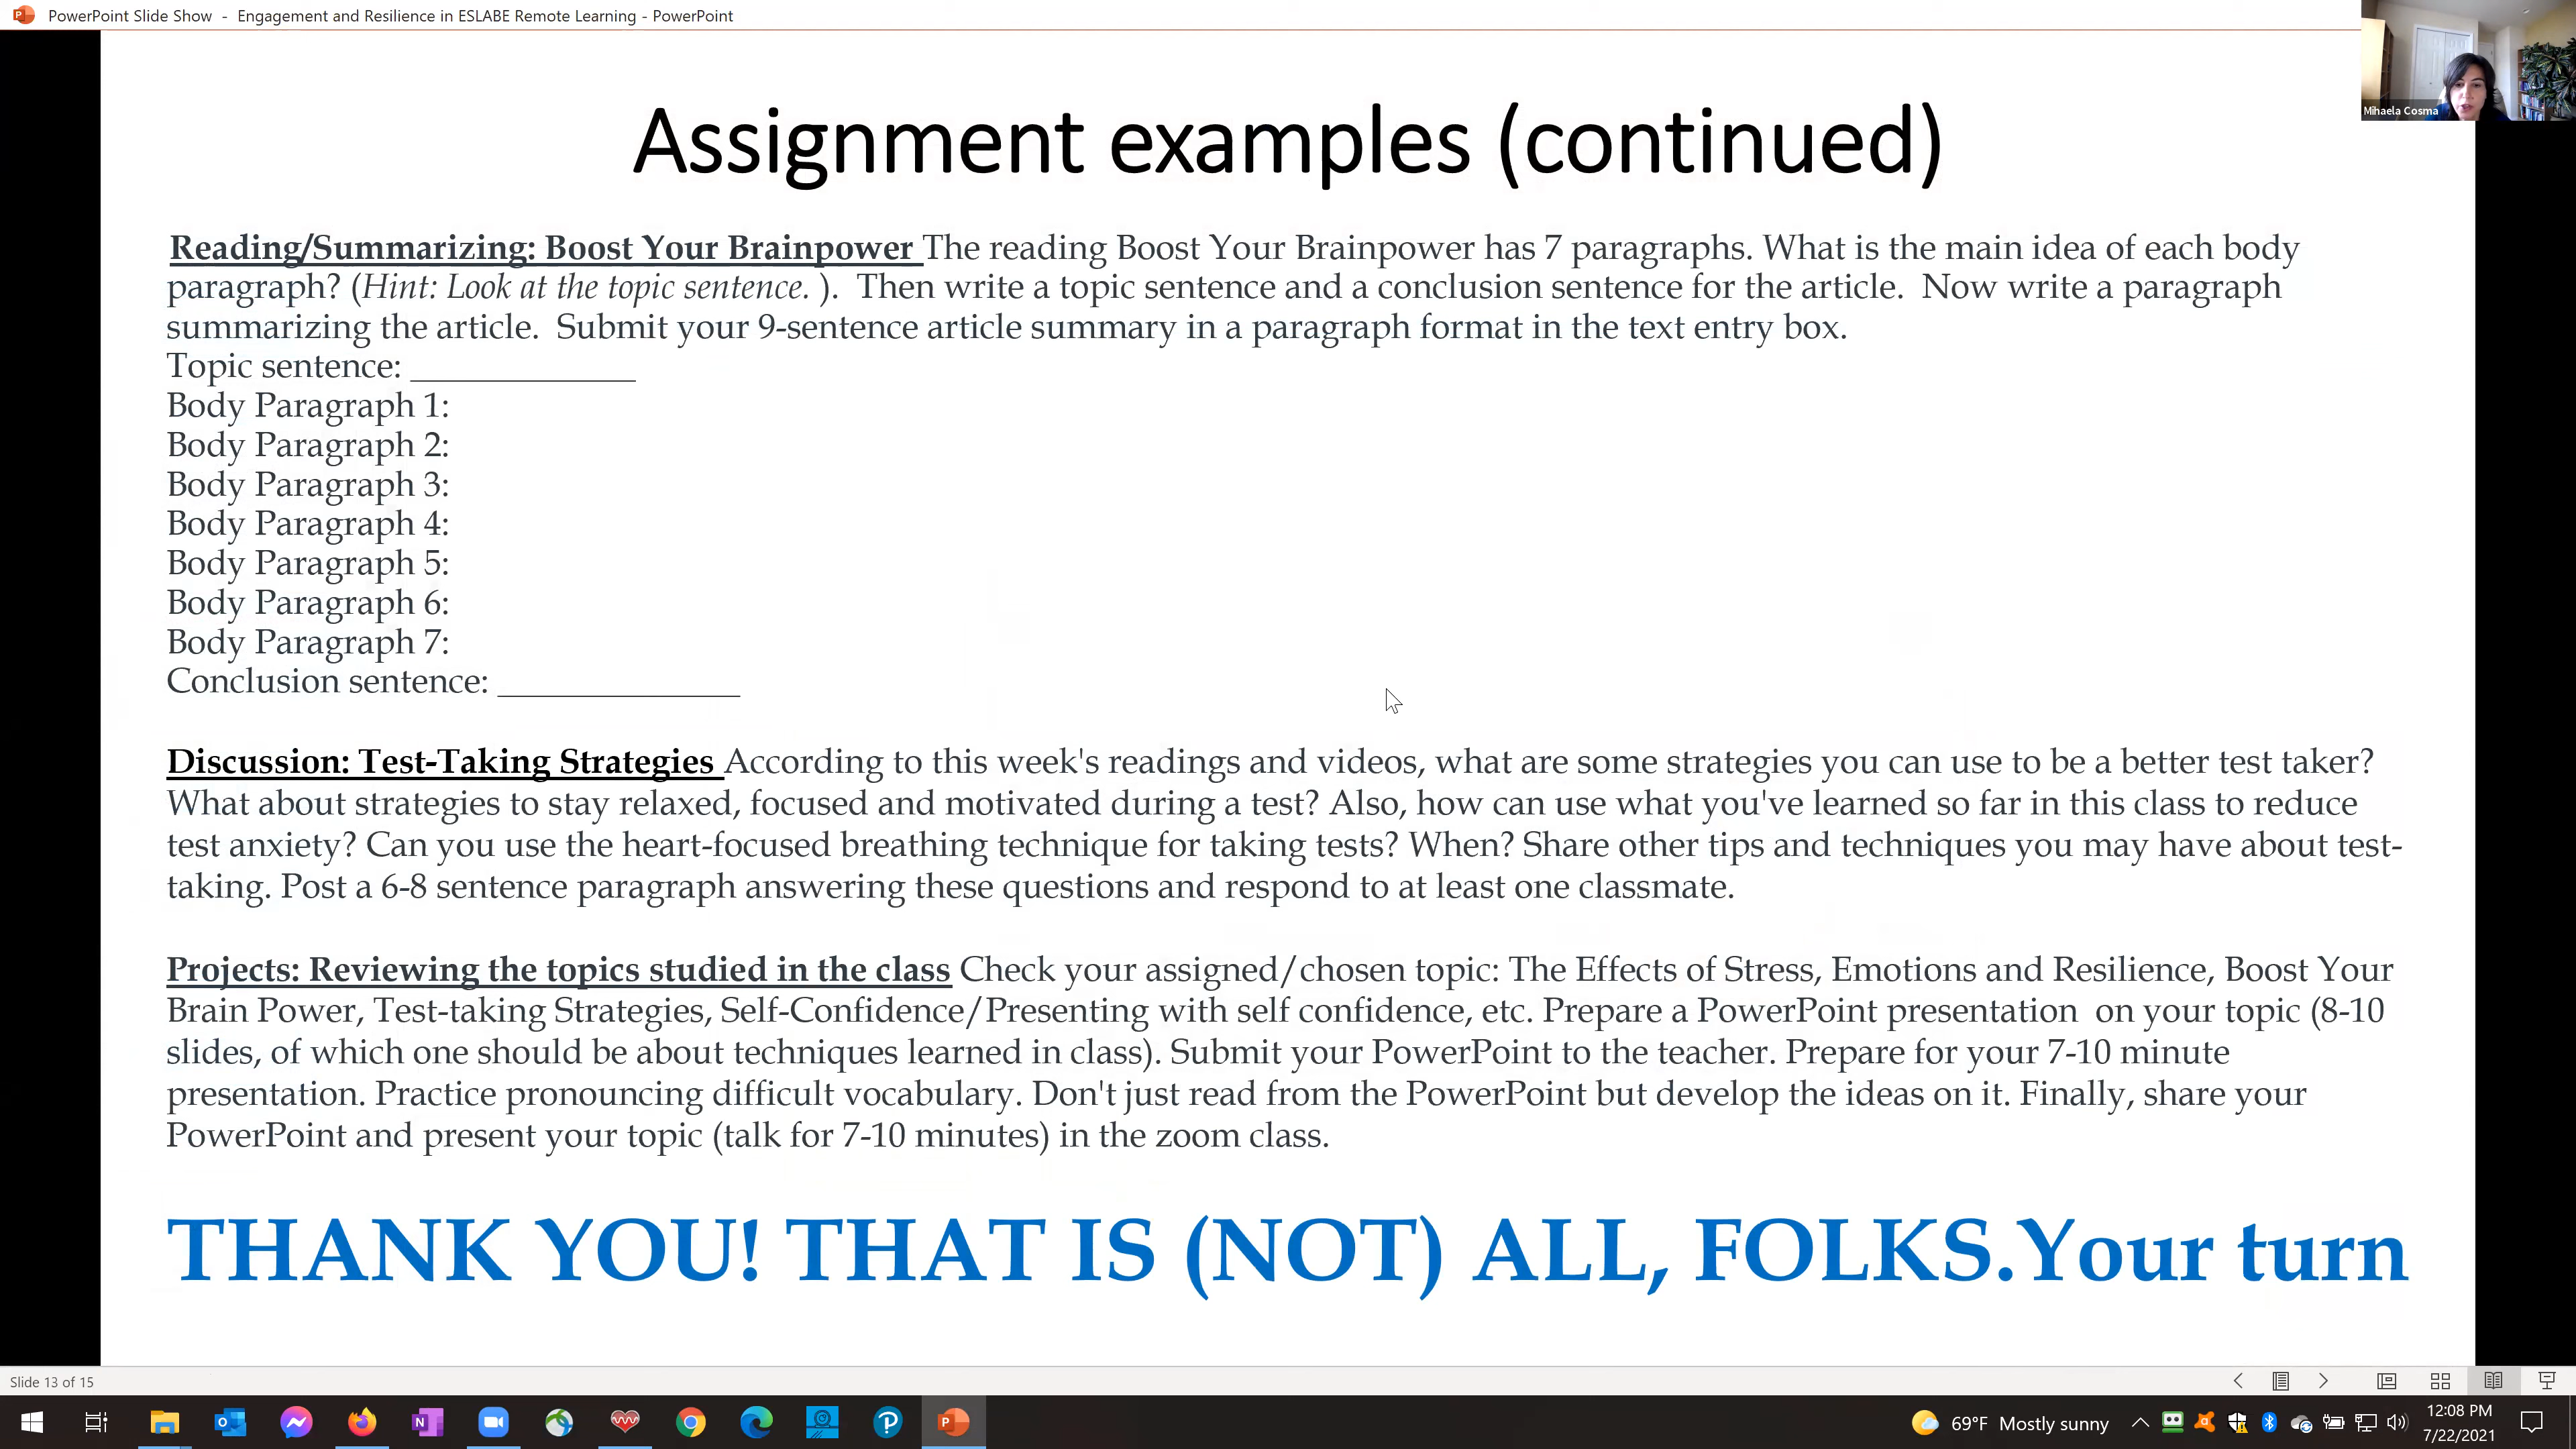 PowerPoint Slide Show - Engagement and Resilience in ESLABE Remote Learning - PowerPoint
Mihaela Cosma
Assignment examples (continued)
Reading/Summarizing: Boost Your Brainpower The reading Boost Your Brainpower has 7 paragraphs. What is the main idea of each body
paragraph? (Hint: Look at the topic sentence. ). Then write a topic sentence and a conclusion sentence for the article. Now write a paragraph
summarizing the article. Submit your 9-sentence article summary in a paragraph format in the text entry box.
Topic sentence: _____________
Body Paragraph 1:
Body Paragraph 2:
Body Paragraph 3:
Body Paragraph 4:
Body Paragraph 5:
Body Paragraph 6:
Body Paragraph 7:
Conclusion sentence: ______________
Discussion: Test-Taking Strategies According to this week's readings and videos, what are some strategies you can use to be a better test taker?
What about strategies to stay relaxed, focused and motivated during a test? Also, how can use what you've learned so far in this class to reduce
test anxiety? Can you use the heart-focused breathing technique for taking tests? When? Share other tips and techniques you may have about test-
taking. Post a 6-8 sentence paragraph answering these questions and respond to at least one classmate.
Projects: Reviewing the topics studied in the class Check your assigned/chosen topic: The Effects of Stress, Emotions and Resilience, Boost Your
Brain Power, Test-taking Strategies, Self-Confidence/Presenting with self confidence, etc. Prepare a PowerPoint presentation on your topic (8-10
slides, of which one should be about techniques learned in class). Submit your PowerPoint to the teacher. Prepare for your 7-10 minute
presentation. Practice pronouncing difficult vocabulary. Don't just read from the PowerPoint but develop the ideas on it. Finally, share your
PowerPoint and present your topic (talk for 7-10 minutes) in the zoom class.
THANK YOU! THAT IS (NOT) ALL, FOLKS.Your turn
Slide 13 of 15
69°F Mostly sunny
12:08 PM
7/22/2021